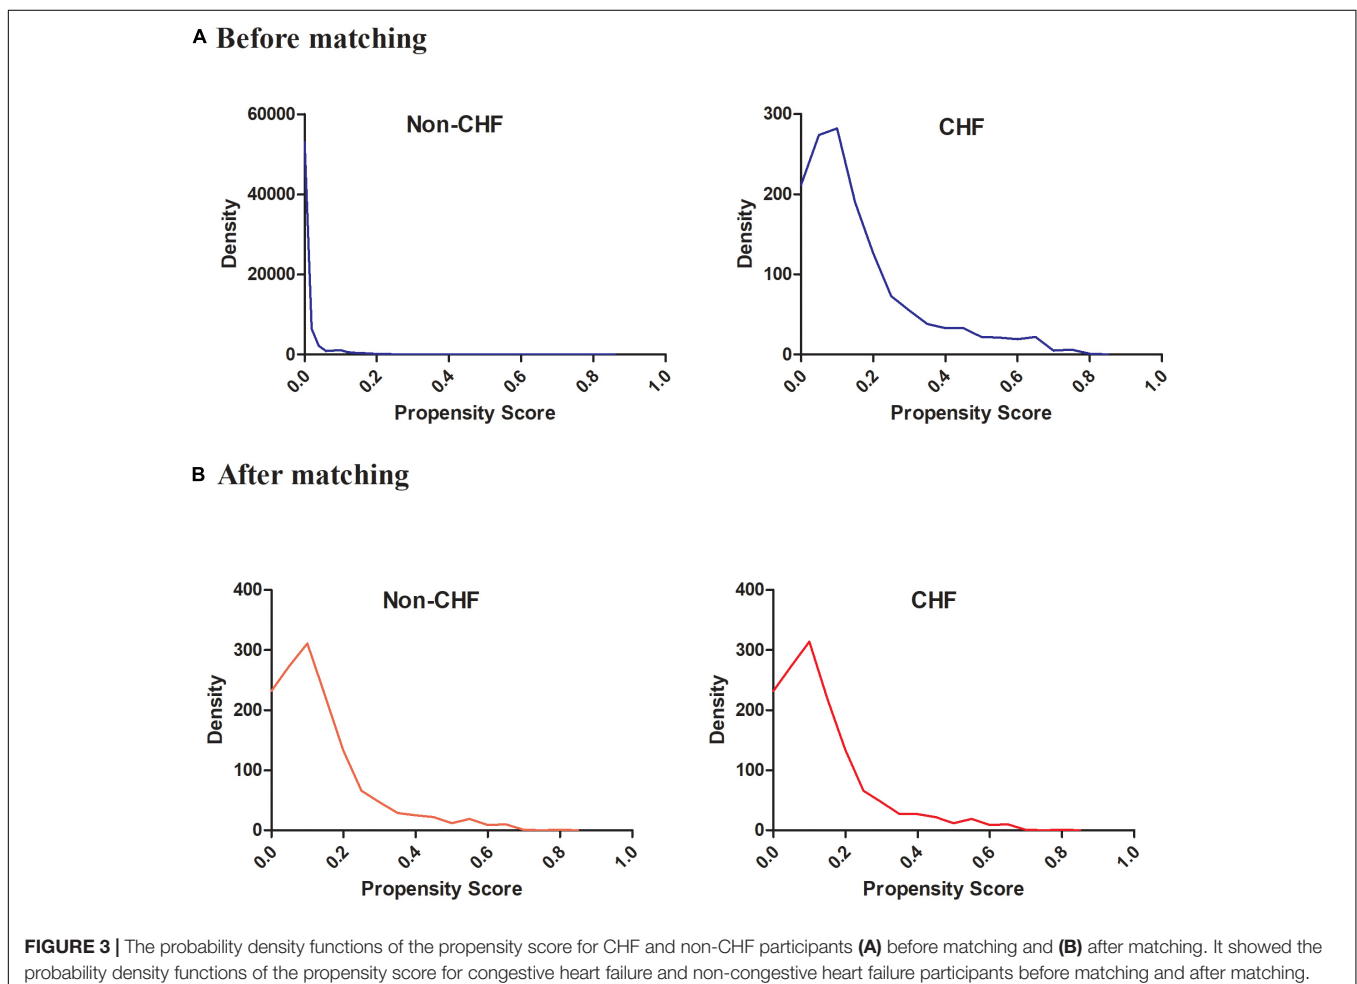 A Before matching
Non-CHF
60000
40000
20000
0
Density
0.0 0.2 0.4 0.6 0.8 1.0
Propensity Score
CHF
300
200
100
0
Density
0.0 0.2 0.4 0.6 0.8 1.0
Propensity Score
B After matching
Non-CHF
400
300
200
100
0
Density
0.0 0.2 0.4 0.6 0.8 1.0
Propensity Score
CHF
400
300
200
100
0
Density
0.0 0.2 0.4 0.6 0.8 1.0
Propensity Score
FIGURE 3 | The probability density functions of the propensity score for CHF and non-CHF participants (A) before matching and (B) after matching. It showed the
probability density functions of the propensity score for congestive heart failure and non-congestive heart failure participants before matching and after matching.